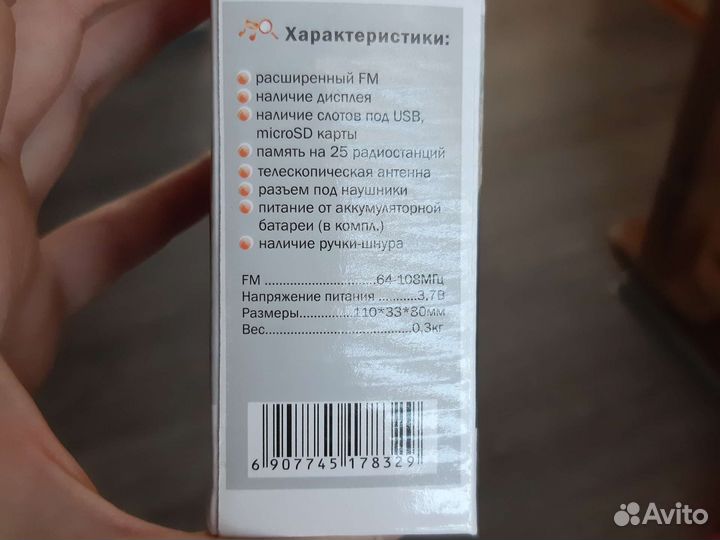 Характеристики:
расширенный FM
наличие дисплея
наличие слотов под USB,
microSD карты
память на 25 радиостанций
телескопическая антенна
разъем под наушники
питание от аккумуляторной
батареи (в компл.)
наличие ручки-шнура
FM ............................64-108МГц
Напряжение питания ..........3,7В
Размеры...............110*33*80мм
Вес.....................................0,3кг
6 907745 178329
Avito